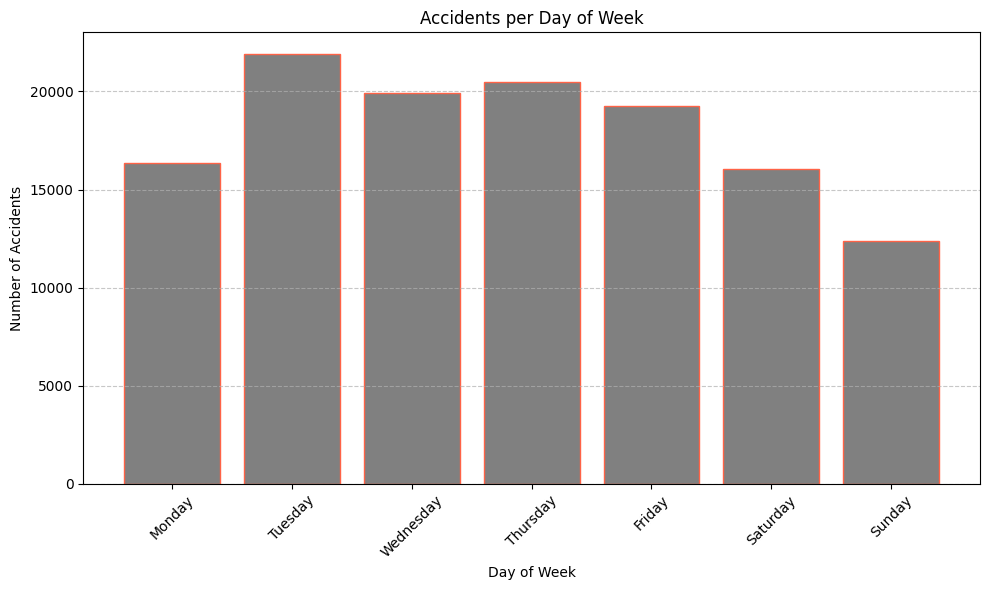 Accidents per Day of Week
Number of Accidents
20000
15000
10000
5000
0
Monday
Tuesday
Wednesday
Thursday
Friday
Saturday
Sunday
Day of Week